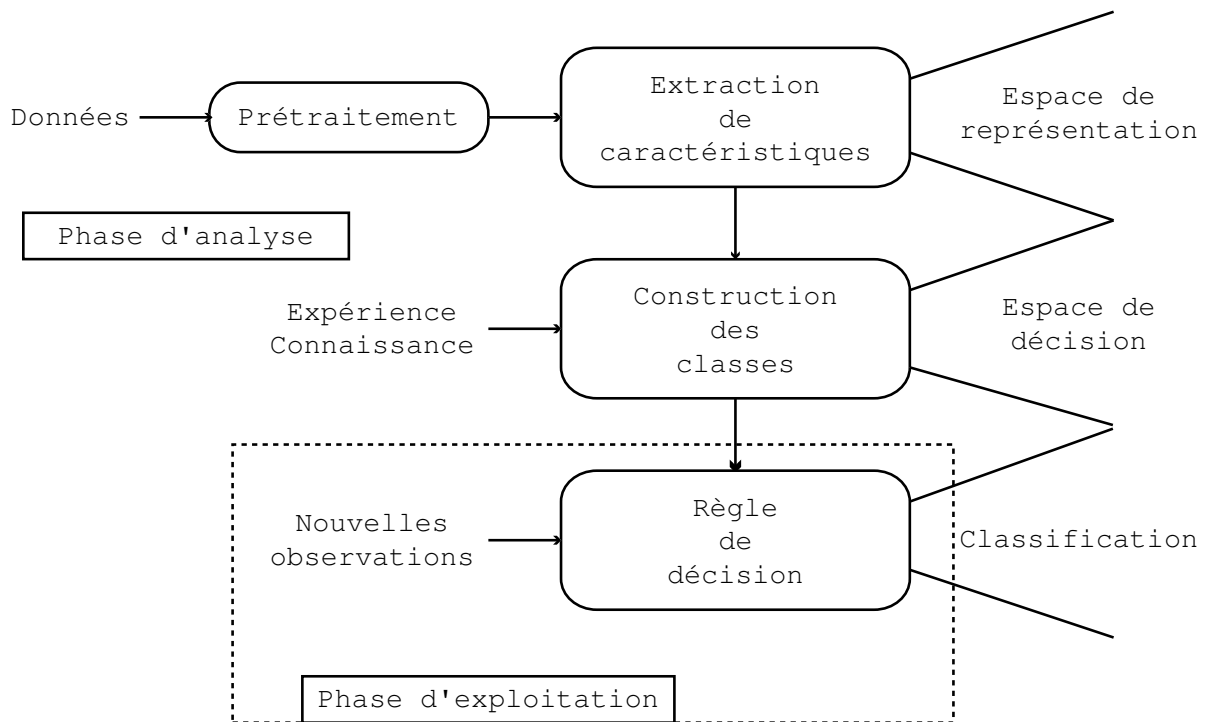 Extraction
de
caractéristiques
Espace de
représentation
Données
Prétraitement
Phase d'analyse
Construction
des
classes
Expérience
Connaissance
Espace de
décision
Règle
de
décision
Nouvelles
observations
Classification
Phase d'exploitation